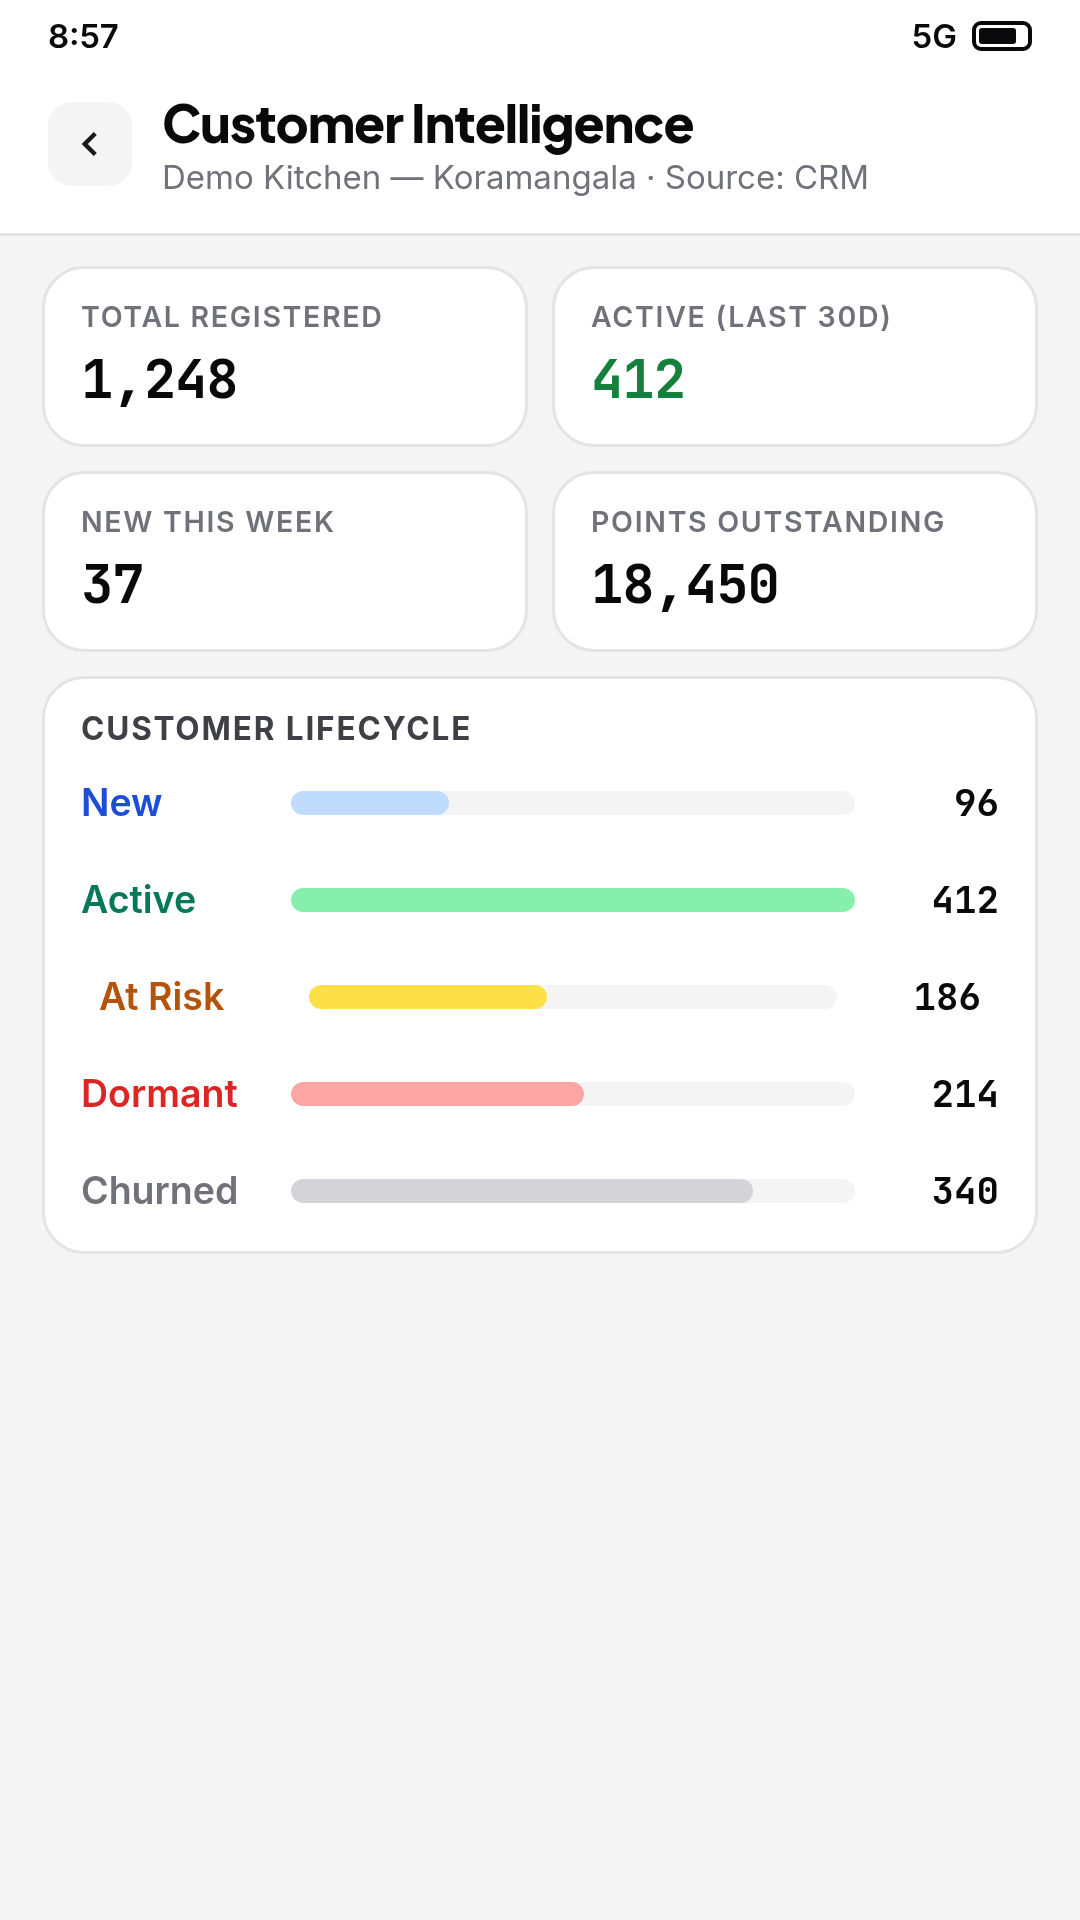 8:57 5G
Customer Intelligence
Demo Kitchen — Koramangala · Source: CRM
TOTAL REGISTERED
1,248
ACTIVE (LAST 30D)
412
NEW THIS WEEK
37
POINTS OUTSTANDING
18,450
CUSTOMER LIFECYCLE
New 96
Active 412
At Risk 186
Dormant 214
Churned 340